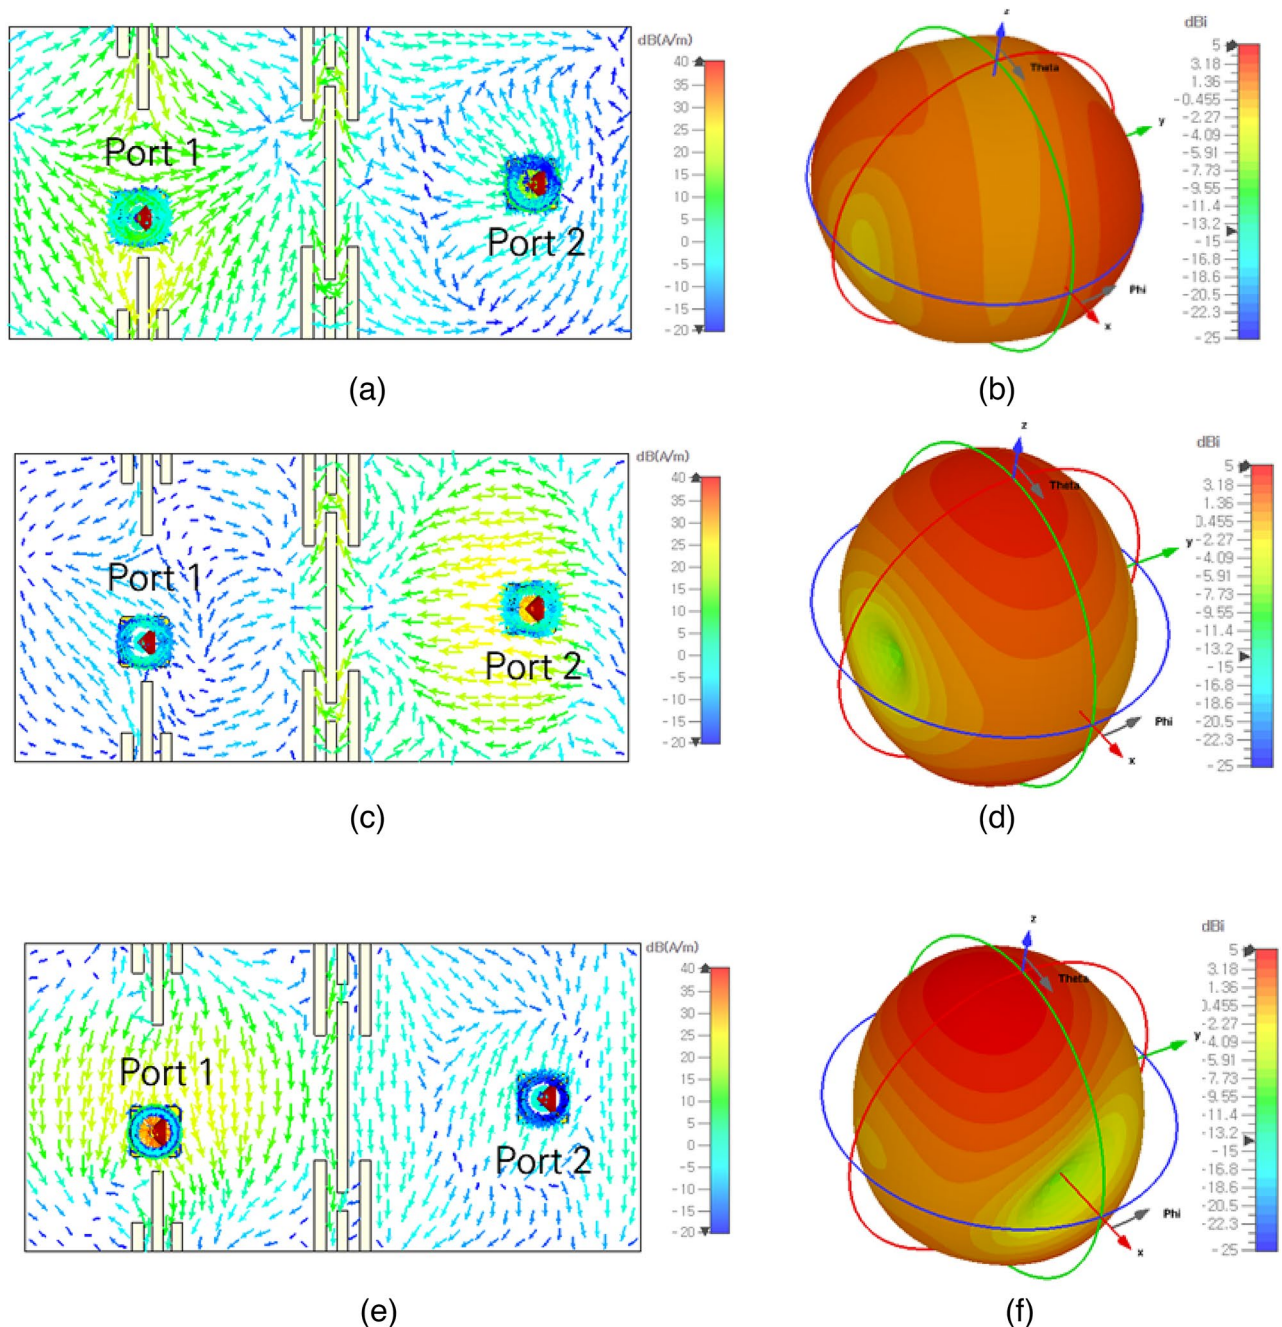 dB(A/m)
40
35
30
25
20
15
10
5
0
-5
-10
-15
-20
Port 1
Port 2
(a)
dBi
5
3.18
1.36
-0.455
-2.27
-4.09
-5.91
-7.73
-9.55
-11.4
-13.2
-15
-16.8
-18.6
-20.5
-22.3
-25
z
Theta
y
Phi
x
(b)
dB(A/m)
40
35
30
25
20
15
10
5
0
-5
-10
-15
-20
Port 1
Port 2
(c)
dBi
5
3.18
1.36
0.455
-2.27
-4.09
-5.91
-7.73
-9.55
-11.4
-13.2
-15
-16.8
-18.6
-20.5
-22.3
-25
z
Theta
y
Phi
x
(d)
dB(A/m)
40
35
30
25
20
15
10
5
0
-5
-10
-15
-20
Port 1
Port 2
(e)
dBi
5
3.18
1.36
0.455
-2.27
-4.09
-5.91
-7.73
-9.55
-11.4
-13.2
-15
-16.8
-18.6
-20.5
-22.3
-25
z
Theta
y
Phi
x
(f)